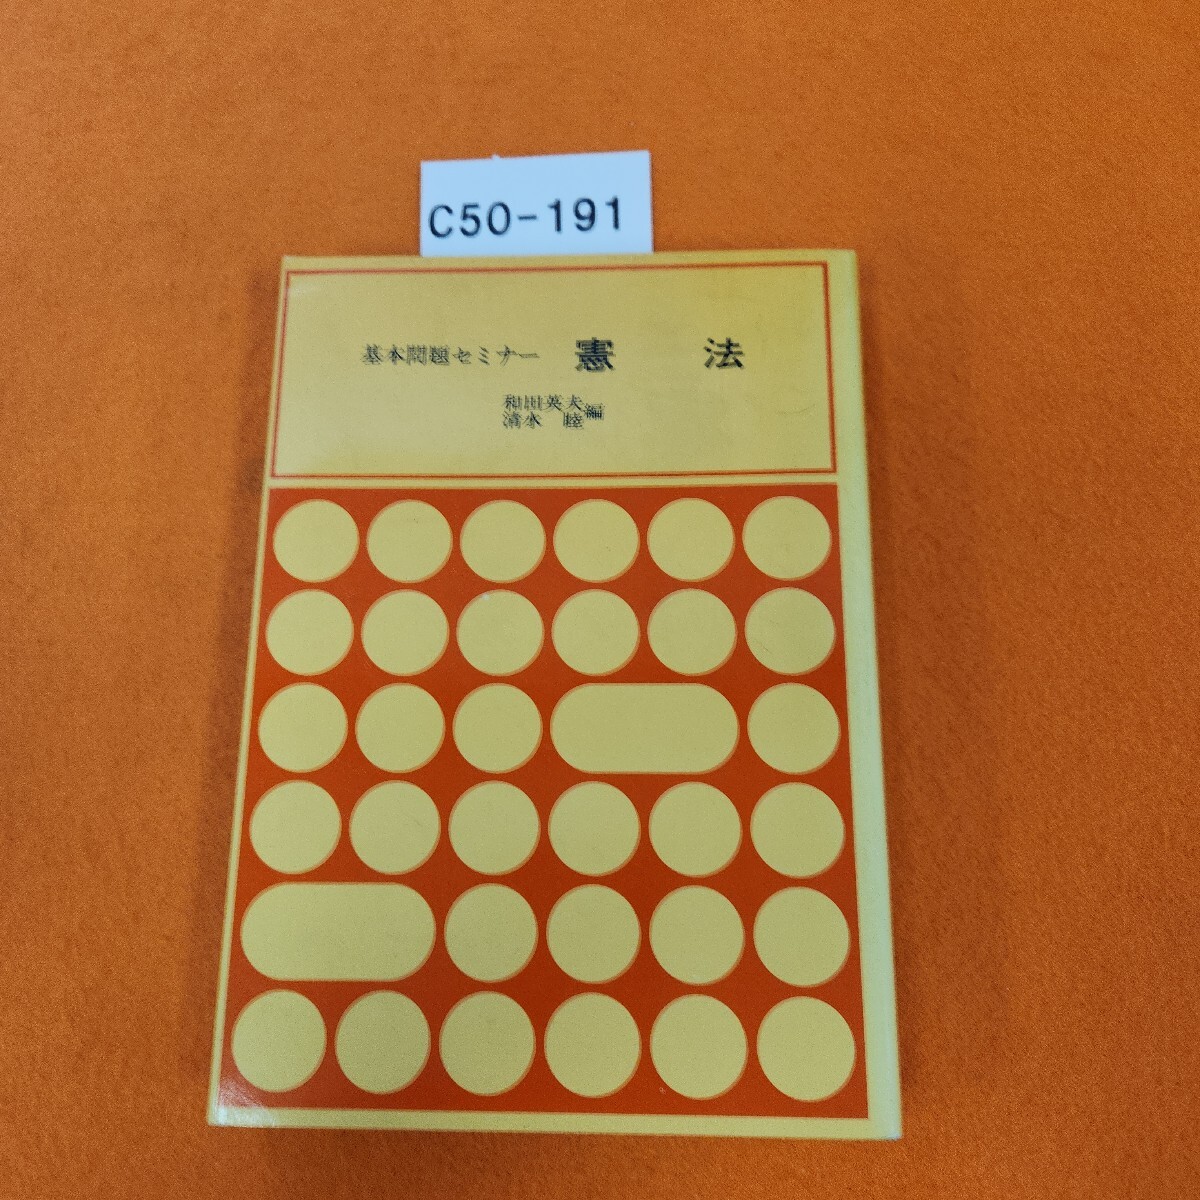 C50-191
基本問題セミナー 憲 法
和田英夫
清水 睦 編